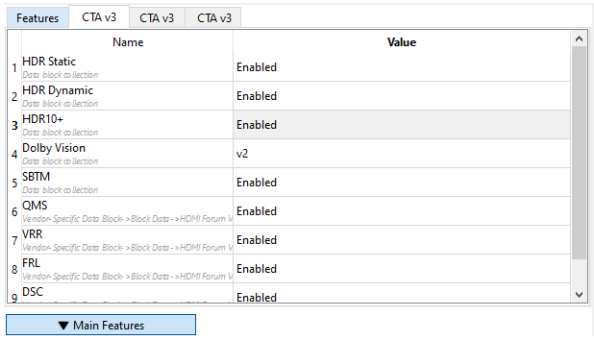 Features CTA v3 CTA v3 CTA v3
Name Value
1 HDR Static Enabled
Data block collection
2 HDR Dynamic Enabled
Data block collection
3 HDR10+ Enabled
Data block collection
4 Dolby Vision v2
Data block collection
5 SBTM Enabled
Data block collection
6 QMS Enabled
Vendor-Specific Data Block->Block Data->HDMI Forum V
7 VRR Enabled
Vendor-Specific Data Block->Block Data->HDMI Forum V
8 FRL Enabled
Vendor-Specific Data Block->Block Data->HDMI Forum V
9 DSC Enabled
▼ Main Features